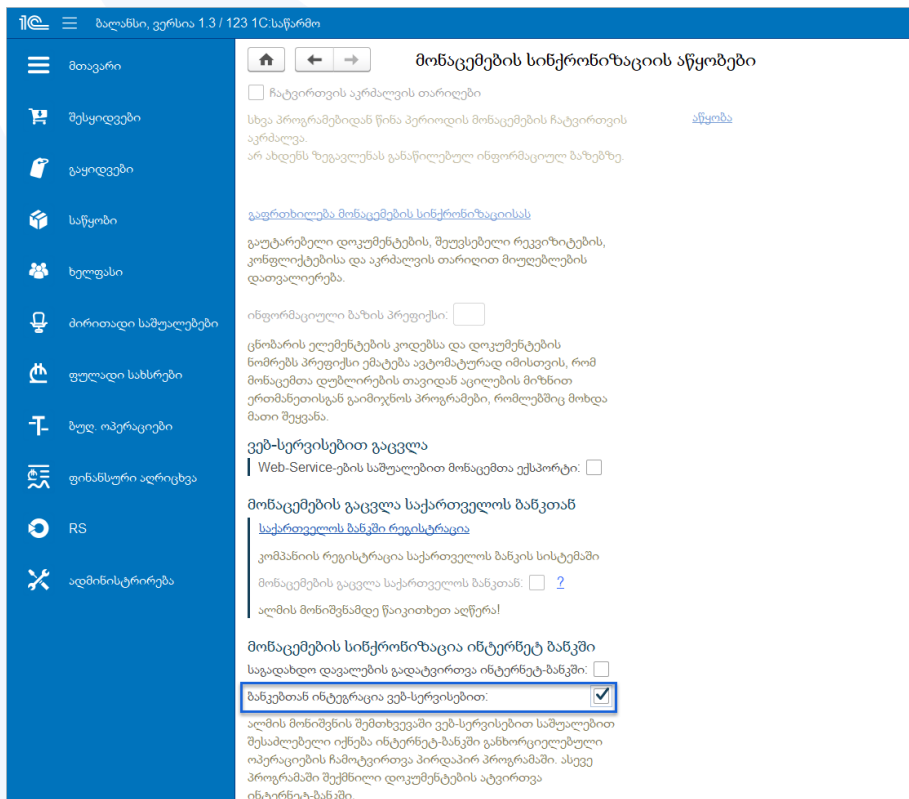 1C ბალანსი, ვერსია 1.3 / 123 1C:საწარმო
მთავარი
შესყიდვები
გაყიდვები
საწყობი
ხელფასი
ძირითადი საშუალებები
ფულადი სახსრები
ბუღ. ოპერაციები
ფინანსური აღრიცხვა
RS
ადმინისტრირება
მონაცემების სინქრონიზაციის აწყობები
ჩატვირთვის აკრძალვის თარიღები
სხვა პროგრამებიდან წინა პერიოდის მონაცემების ჩატვირთვის აწყობა
აკრძალვა.
არ ახდენს ზეგავლენას განაწილებულ ინფორმაციულ ბაზებზე.
გაფრთხილება მონაცემების სინქრონიზაციისას
გაუტარებელი დოკუმენტების, შეუვსებელი რეკვიზიტების,
კონფლიქტებისა და აკრძალვის თარიღით მიუღებლების
დათვალიერება.
ინფორმაციული ბაზის პრეფიქსი:
ცნობარის ელემენტების კოდებსა და დოკუმენტების
ნომრებს პრეფიქსი ემატება ავტომატურად იმისთვის, რომ
მონაცემთა დუბლირების თავიდან აცილების მიზნით
ერთმანეთისგან გაიმიჯნოს პროგრამები, რომლებშიც მოხდა
მათი შეყვანა.
ვებ-სერვისებით გაცვლა
Web-Service-ების საშუალებით მონაცემთა ექსპორტი:
მონაცემების გაცვლა საქართველოს ბანკთან
საქართველოს ბანკში რეგისტრაცია
კომპანიის რეგისტრაცია საქართველოს ბანკის სისტემაში
მონაცემების გაცვლა საქართველოს ბანკთან: ?
ალმის მონიშვნამდე წაიკითხეთ აღწერა!
მონაცემების სინქრონიზაცია ინტერნეტ ბანკში
საგადახდო დავალების გადატვირთვა ინტერნეტ-ბანკში:
ბანკებთან ინტეგრაცია ვებ-სერვისებით:
ალმის მონიშვნის შემთხვევაში ვებ-სერვისებით საშუალებით
შესაძლებელი იქნება ინტერნეტ-ბანკში განხორციელებული
ოპერაციების ჩამოტვირთვა პირდაპირ პროგრამაში. ასევე
პროგრამაში შექმნილი დოკუმენტების ატვირთვა
ინტერნეტ-ბანკში.